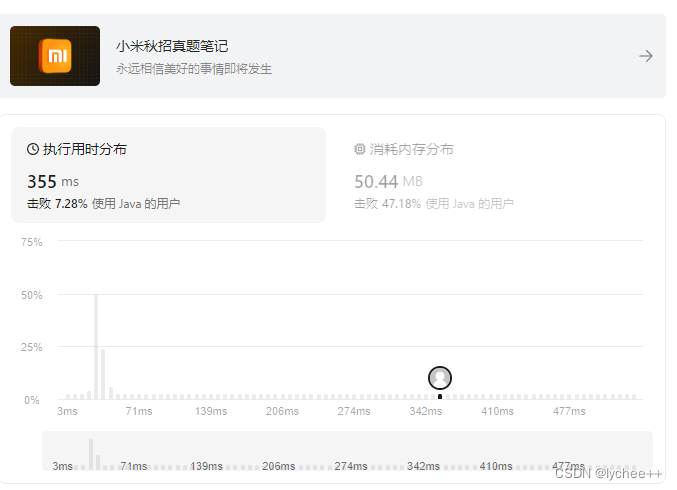 小米秋招真题笔记
永远相信美好的事情即将发生
执行用时分布
355 ms
击败 7.28% 使用 Java 的用户
消耗内存分布
50.44 MB
击败 47.18% 使用 Java 的用户
75%
50%
25%
0%
3ms 71ms 139ms 206ms 274ms 342ms 410ms 477ms
3ms 71ms 139ms 206ms 274ms 342ms 410ms 477ms
CSDN @lychee++